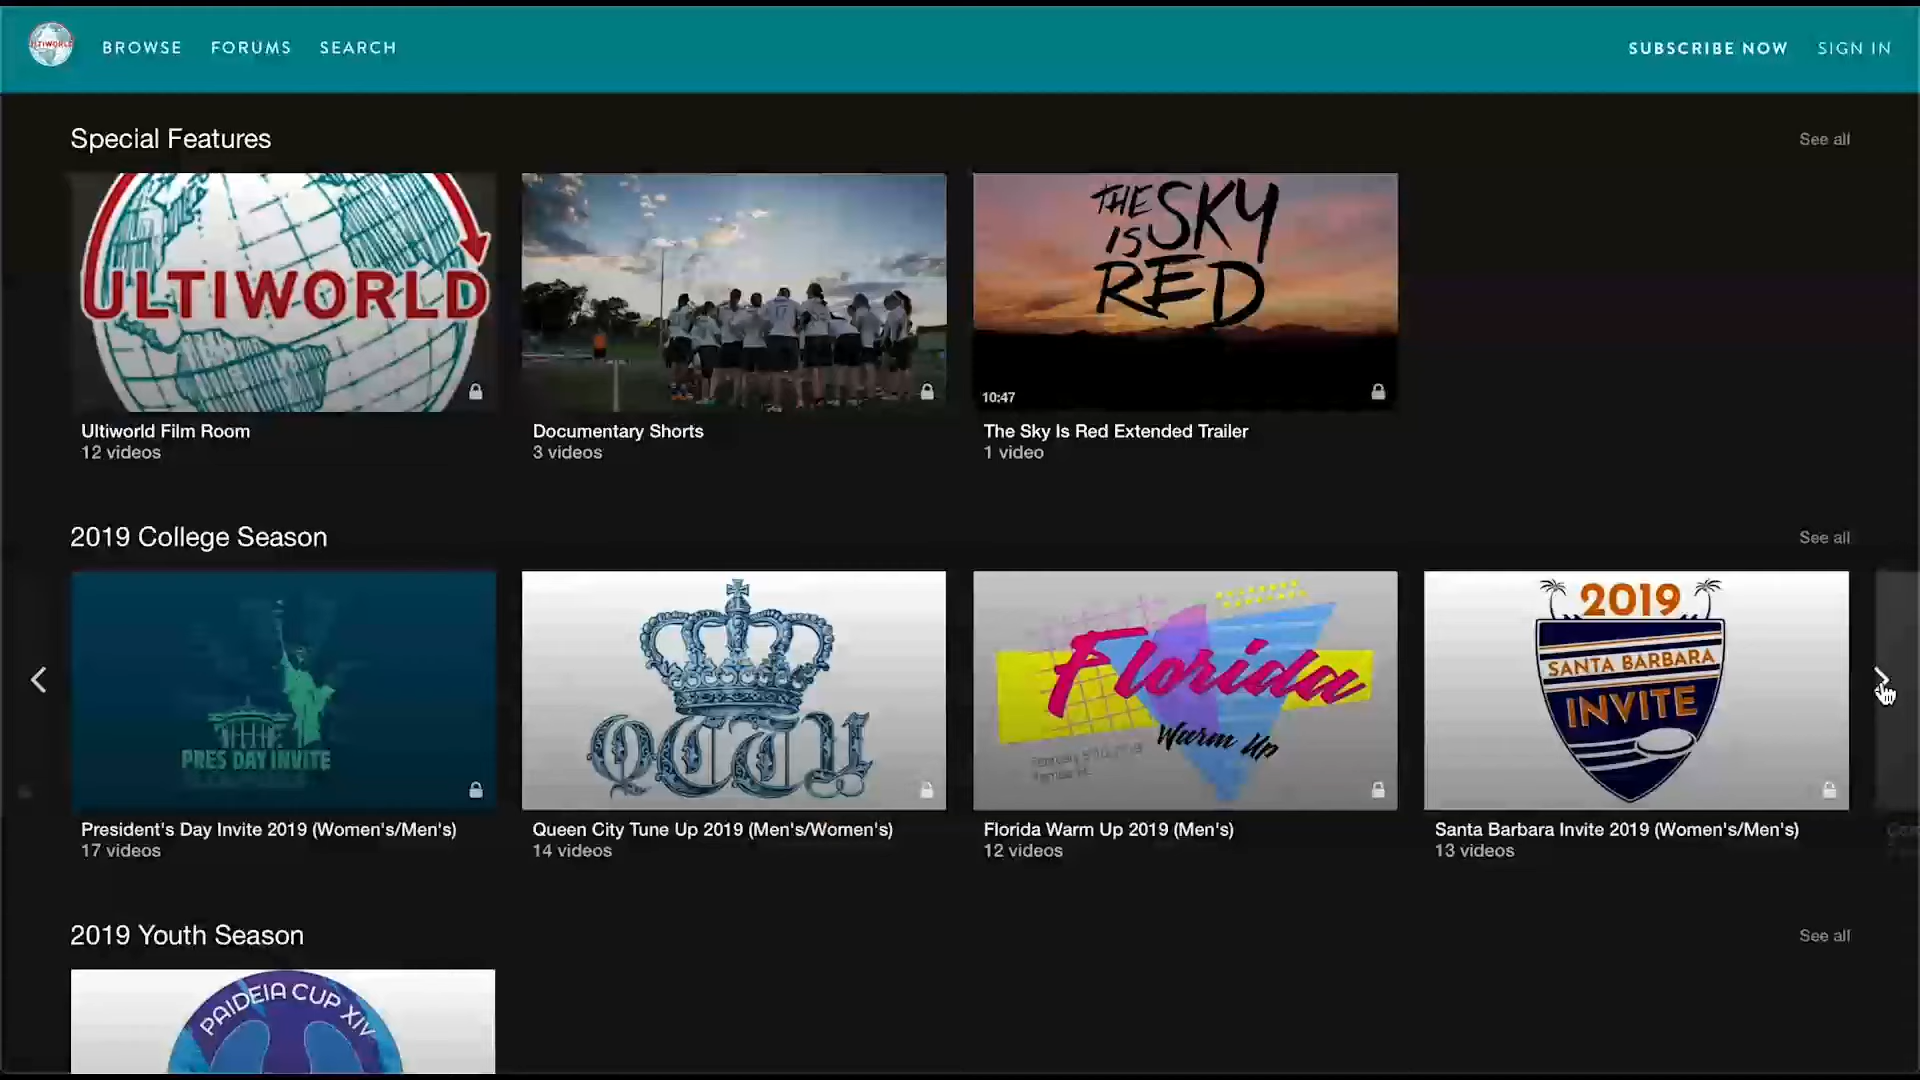 ULTIWORLD
BROWSE
FORUMS
SEARCH
SUBSCRIBE NOW
SIGN IN
Special Features
See all
ULTIWORLD
THE SKY
IS
RED
10:47
Ultiworld Film Room
12 videos
Documentary Shorts
3 videos
The Sky Is Red Extended Trailer
1 video
2019 College Season
See all
PRES DAY INVITE
QCTU
Florida
Warm Up
2019
SANTA BARBARA
INVITE
President's Day Invite 2019 (Women's/Men's)
17 videos
Queen City Tune Up 2019 (Men's/Women's)
14 videos
Florida Warm Up 2019 (Men's)
12 videos
Santa Barbara Invite 2019 (Women's/Men's)
13 videos
2019 Youth Season
See all
PAIDEIA CUP XIV